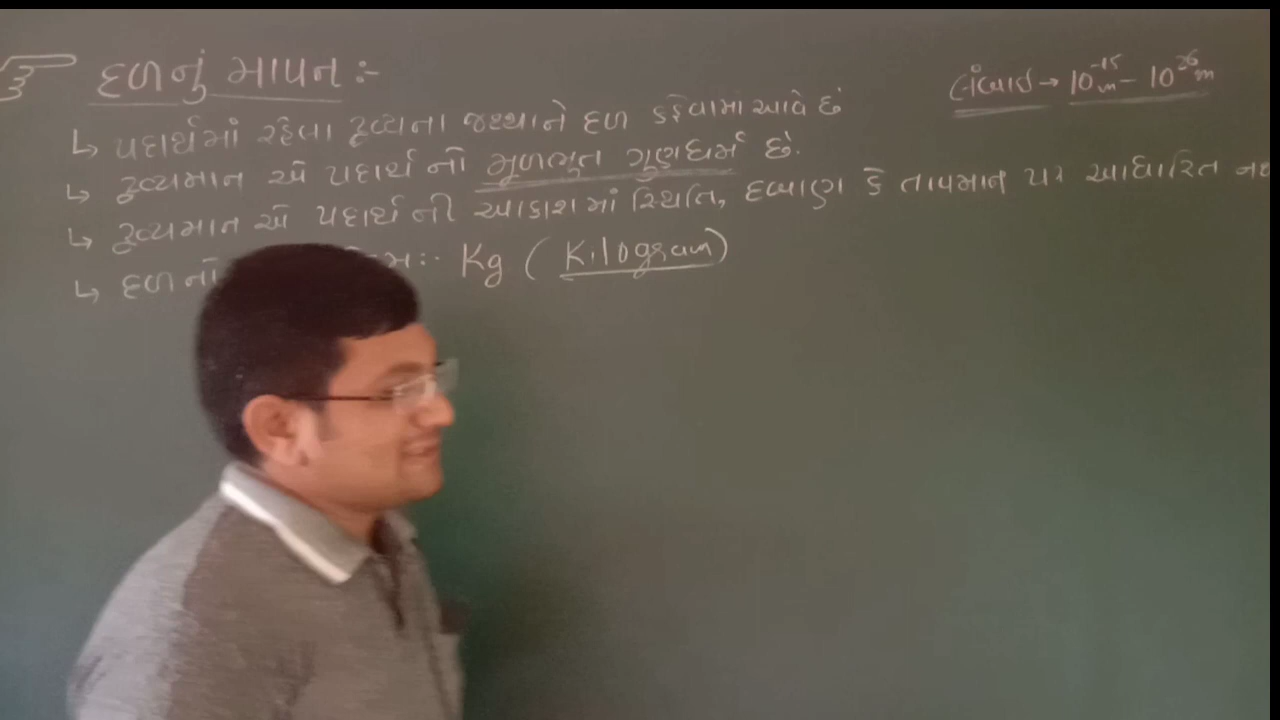 દળનું માપન :-
લંબાઇ → 10⁻¹⁵m - 10²⁶m
↳ પદાર્થમાં રહેલા દ્રવ્યના જથ્થાને દળ કહેવામાં આવે છે
↳ દ્રવ્યમાન એ પદાર્થ નો મુળભુત ગુણધર્મ છે.
↳ દ્રવ્યમાન એ પદાર્થ ની આકાશ માં સ્થિતિ, દબાણ કે તાપમાન પર આધારિત
↳ દળ નો :- Kg (Kilogram)